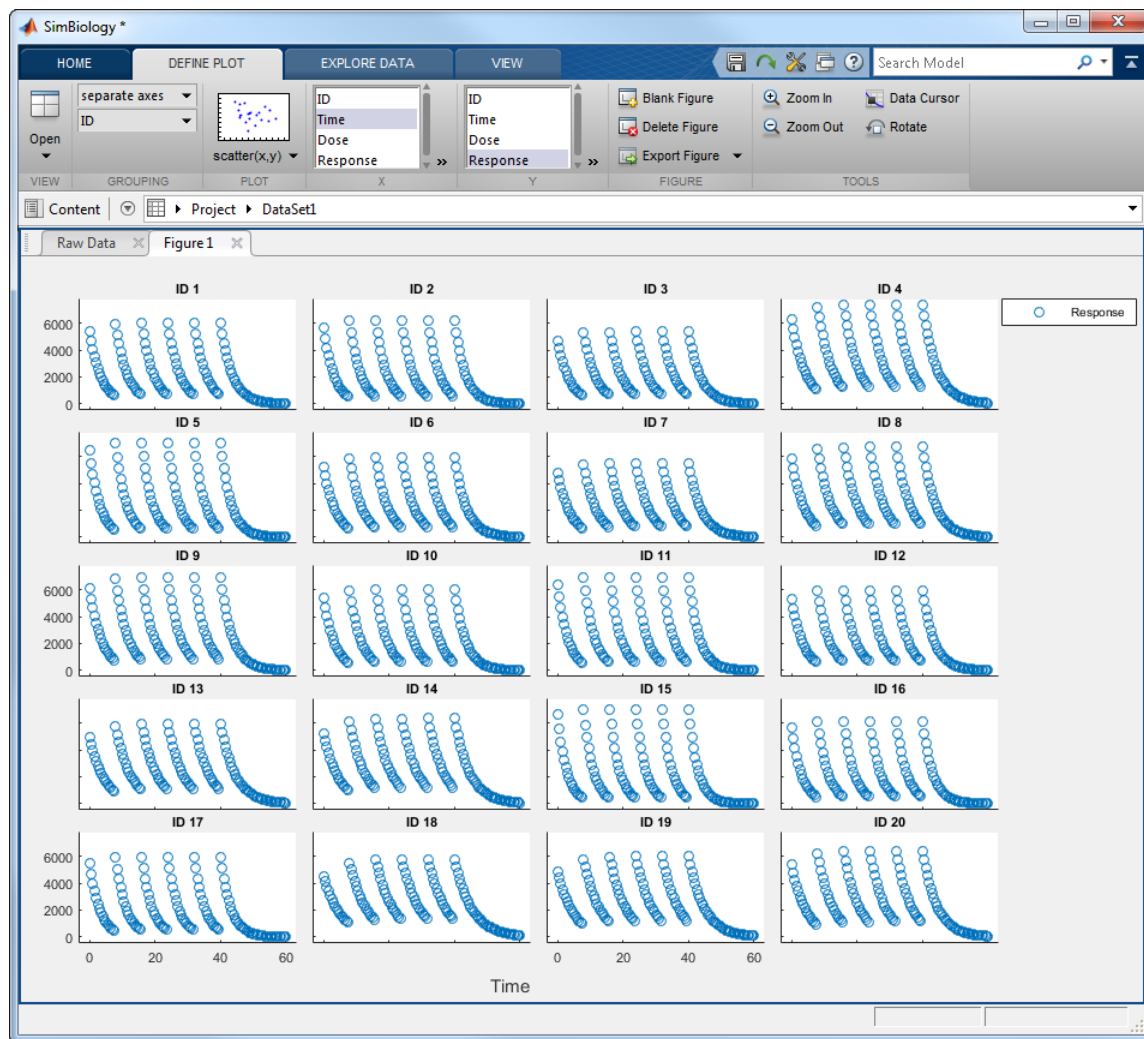 SimBiology *
HOME DEFINE PLOT EXPLORE DATA VIEW Search Model
separate axes
ID
Open
scatter(x,y)
ID
Time
Dose
Response
»
ID
Time
Dose
Response
»
Blank Figure
Delete Figure
Export Figure
Zoom In
Zoom Out
Data Cursor
Rotate
VIEW GROUPING PLOT X Y FIGURE TOOLS
Content Project DataSet1
Raw Data Figure 1
ID 1 ID 2 ID 3 ID 4
Response
6000
4000
2000
0
ID 5 ID 6 ID 7 ID 8
ID 9 ID 10 ID 11 ID 12
6000
4000
2000
0
ID 13 ID 14 ID 15 ID 16
ID 17 ID 18 ID 19 ID 20
6000
4000
2000
0
0 20 40 60 0 20 40 60
Time